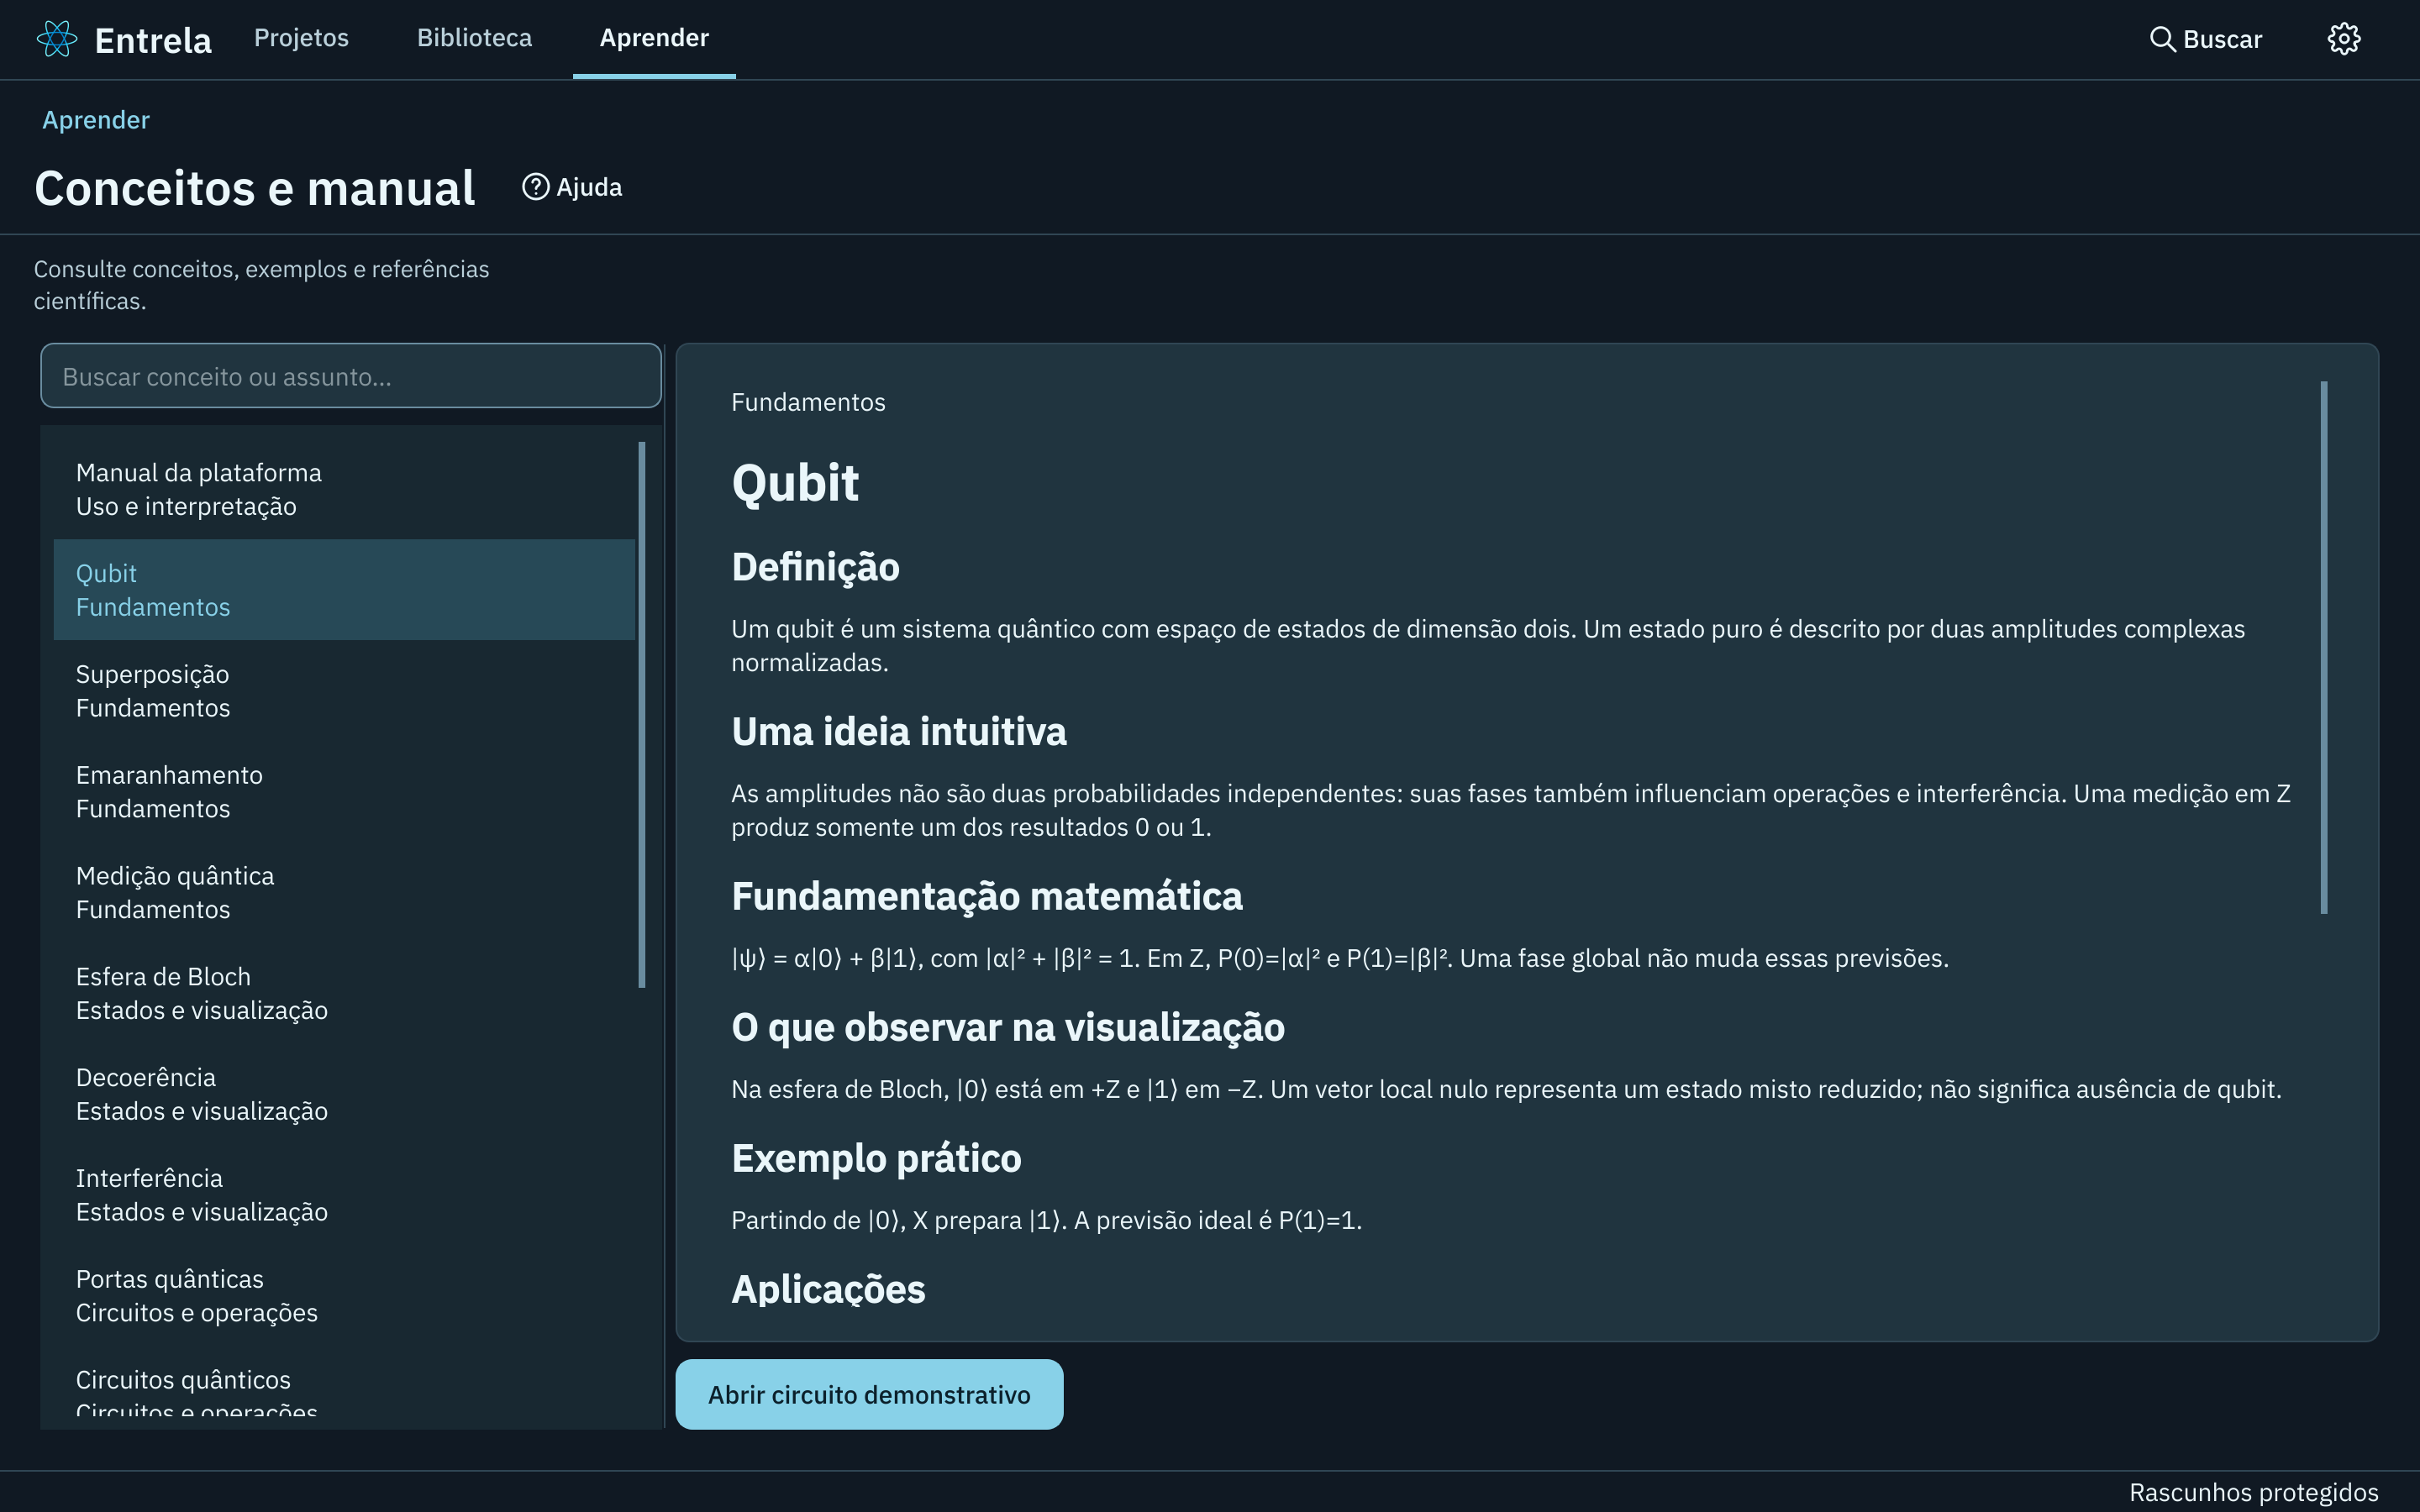 Entrela
Projetos
Biblioteca
Aprender
Buscar
Aprender
Conceitos e manual
Ajuda
Consulte conceitos, exemplos e referências
científicas.
Buscar conceito ou assunto...
Manual da plataforma
Uso e interpretação
Qubit
Fundamentos
Superposição
Fundamentos
Emaranhamento
Fundamentos
Medição quântica
Fundamentos
Esfera de Bloch
Estados e visualização
Decoerência
Estados e visualização
Interferência
Estados e visualização
Portas quânticas
Circuitos e operações
Circuitos quânticos
Circuitos e operações
Fundamentos
Qubit
Definição
Um qubit é um sistema quântico com espaço de estados de dimensão dois. Um estado puro é descrito por duas amplitudes complexas
normalizadas.
Uma ideia intuitiva
As amplitudes não são duas probabilidades independentes: suas fases também influenciam operações e interferência. Uma medição em Z
produz somente um dos resultados 0 ou 1.
Fundamentação matemática
|ψ⟩ = α|0⟩ + β|1⟩, com |α|² + |β|² = 1. Em Z, P(0)=|α|² e P(1)=|β|². Uma fase global não muda essas previsões.
O que observar na visualização
Na esfera de Bloch, |0⟩ está em +Z e |1⟩ em −Z. Um vetor local nulo representa um estado misto reduzido; não significa ausência de qubit.
Exemplo prático
Partindo de |0⟩, X prepara |1⟩. A previsão ideal é P(1)=1.
Aplicações
Abrir circuito demonstrativo
Rascunhos protegidos